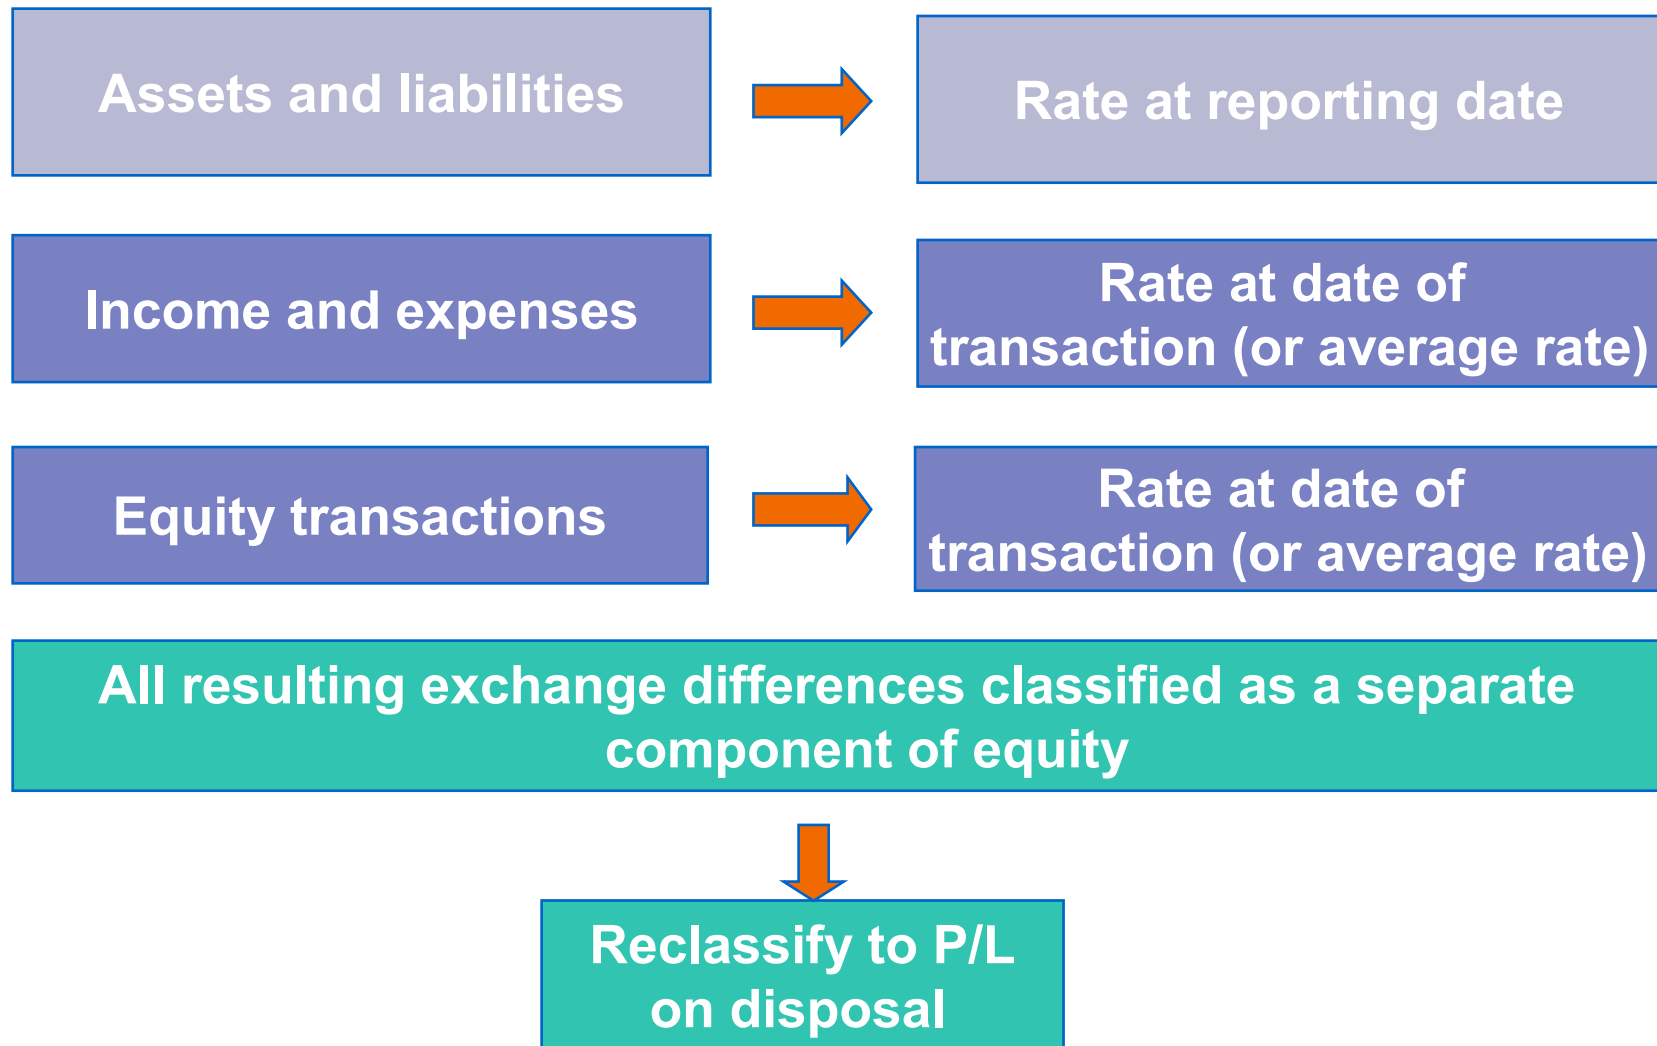 Assets and liabilities
Rate at reporting date
Income and expenses
Rate at date of
transaction (or average rate)
Equity transactions
Rate at date of
transaction (or average rate)
All resulting exchange differences classified as a separate
component of equity
Reclassify to P/L
on disposal